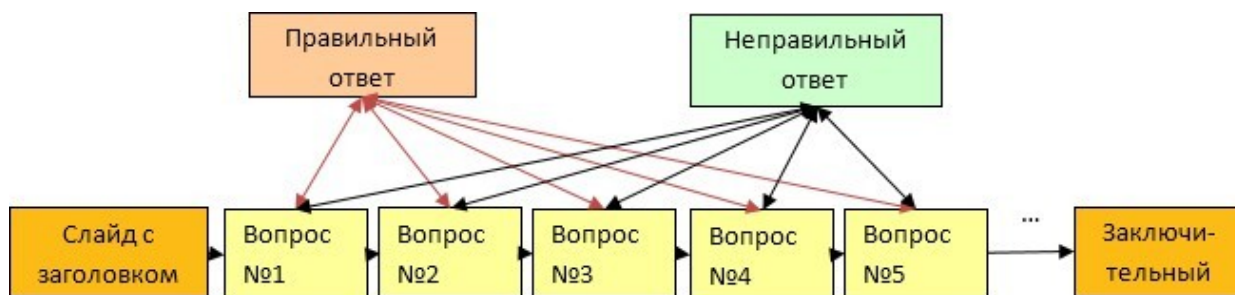 Правильный
ответ
Неправильный
ответ
Слайд с
заголовком
Вопрос
№1
Вопрос
№2
Вопрос
№3
Вопрос
№4
Вопрос
№5
...
Заключи-
тельный